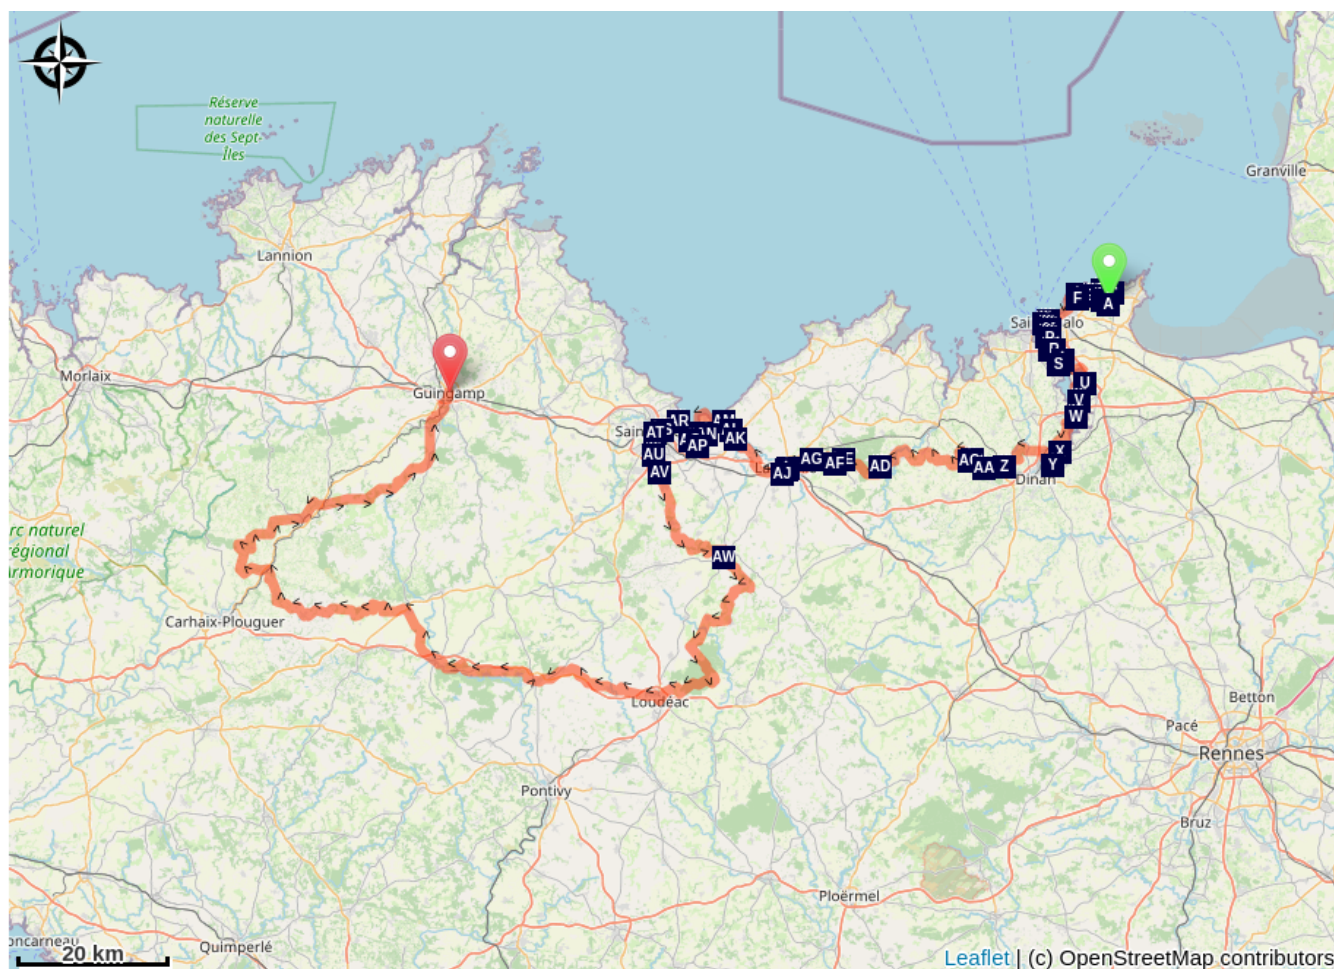 Réserve
naturelle
des Sept-
Îles
Granville
Lannion
F
A
S
Morlaix
Guingamp
U
V
W
AR
AT
AK
AP
AU
AV
X
Y
AG
AF
AD
AJ
AA
Z
Dinan
rc naturel
régional
Armorique
AW
Carhaix-Plouguer
Loudéac
Betton
Pacé
Rennes
Pontivy
Bruz
Ploërmel
Quimperlé
20 km
Leaflet | (c) OpenStreetMap contributors